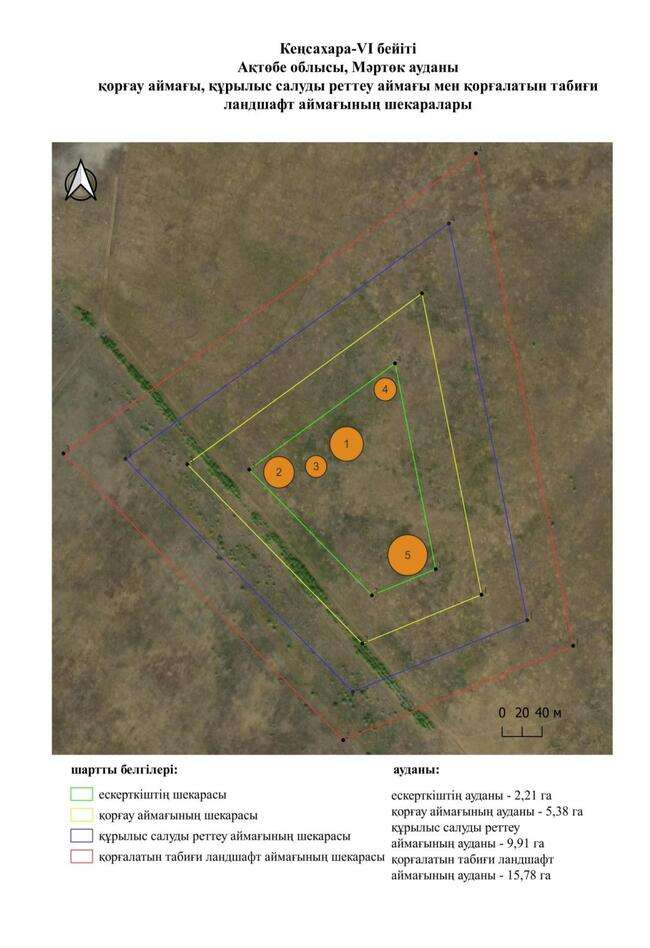 Кеңсахара-VI бейіті
Ақтөбе облысы, Мәртөк ауданы
қорғау аймағы, құрылыс салуды реттеу аймағы мен қорғалатын табиғи
ландшафт аймағының шекаралары
4
1
2
3
5
0 20 40 м
шартты белгілері:
ескерткіштің шекарасы
қорғау аймағының шекарасы
құрылыс салуды реттеу аймағының шекарасы
қорғалатын табиғи ландшафт аймағының шекарасы
ауданы:
ескерткіштің ауданы - 2,21 га
қорғау аймағының ауданы - 5,38 га
құрылыс салуды реттеу
аймағының ауданы - 9,91 га
қорғалатын табиғи ландшафт
аймағының ауданы - 15,78 га